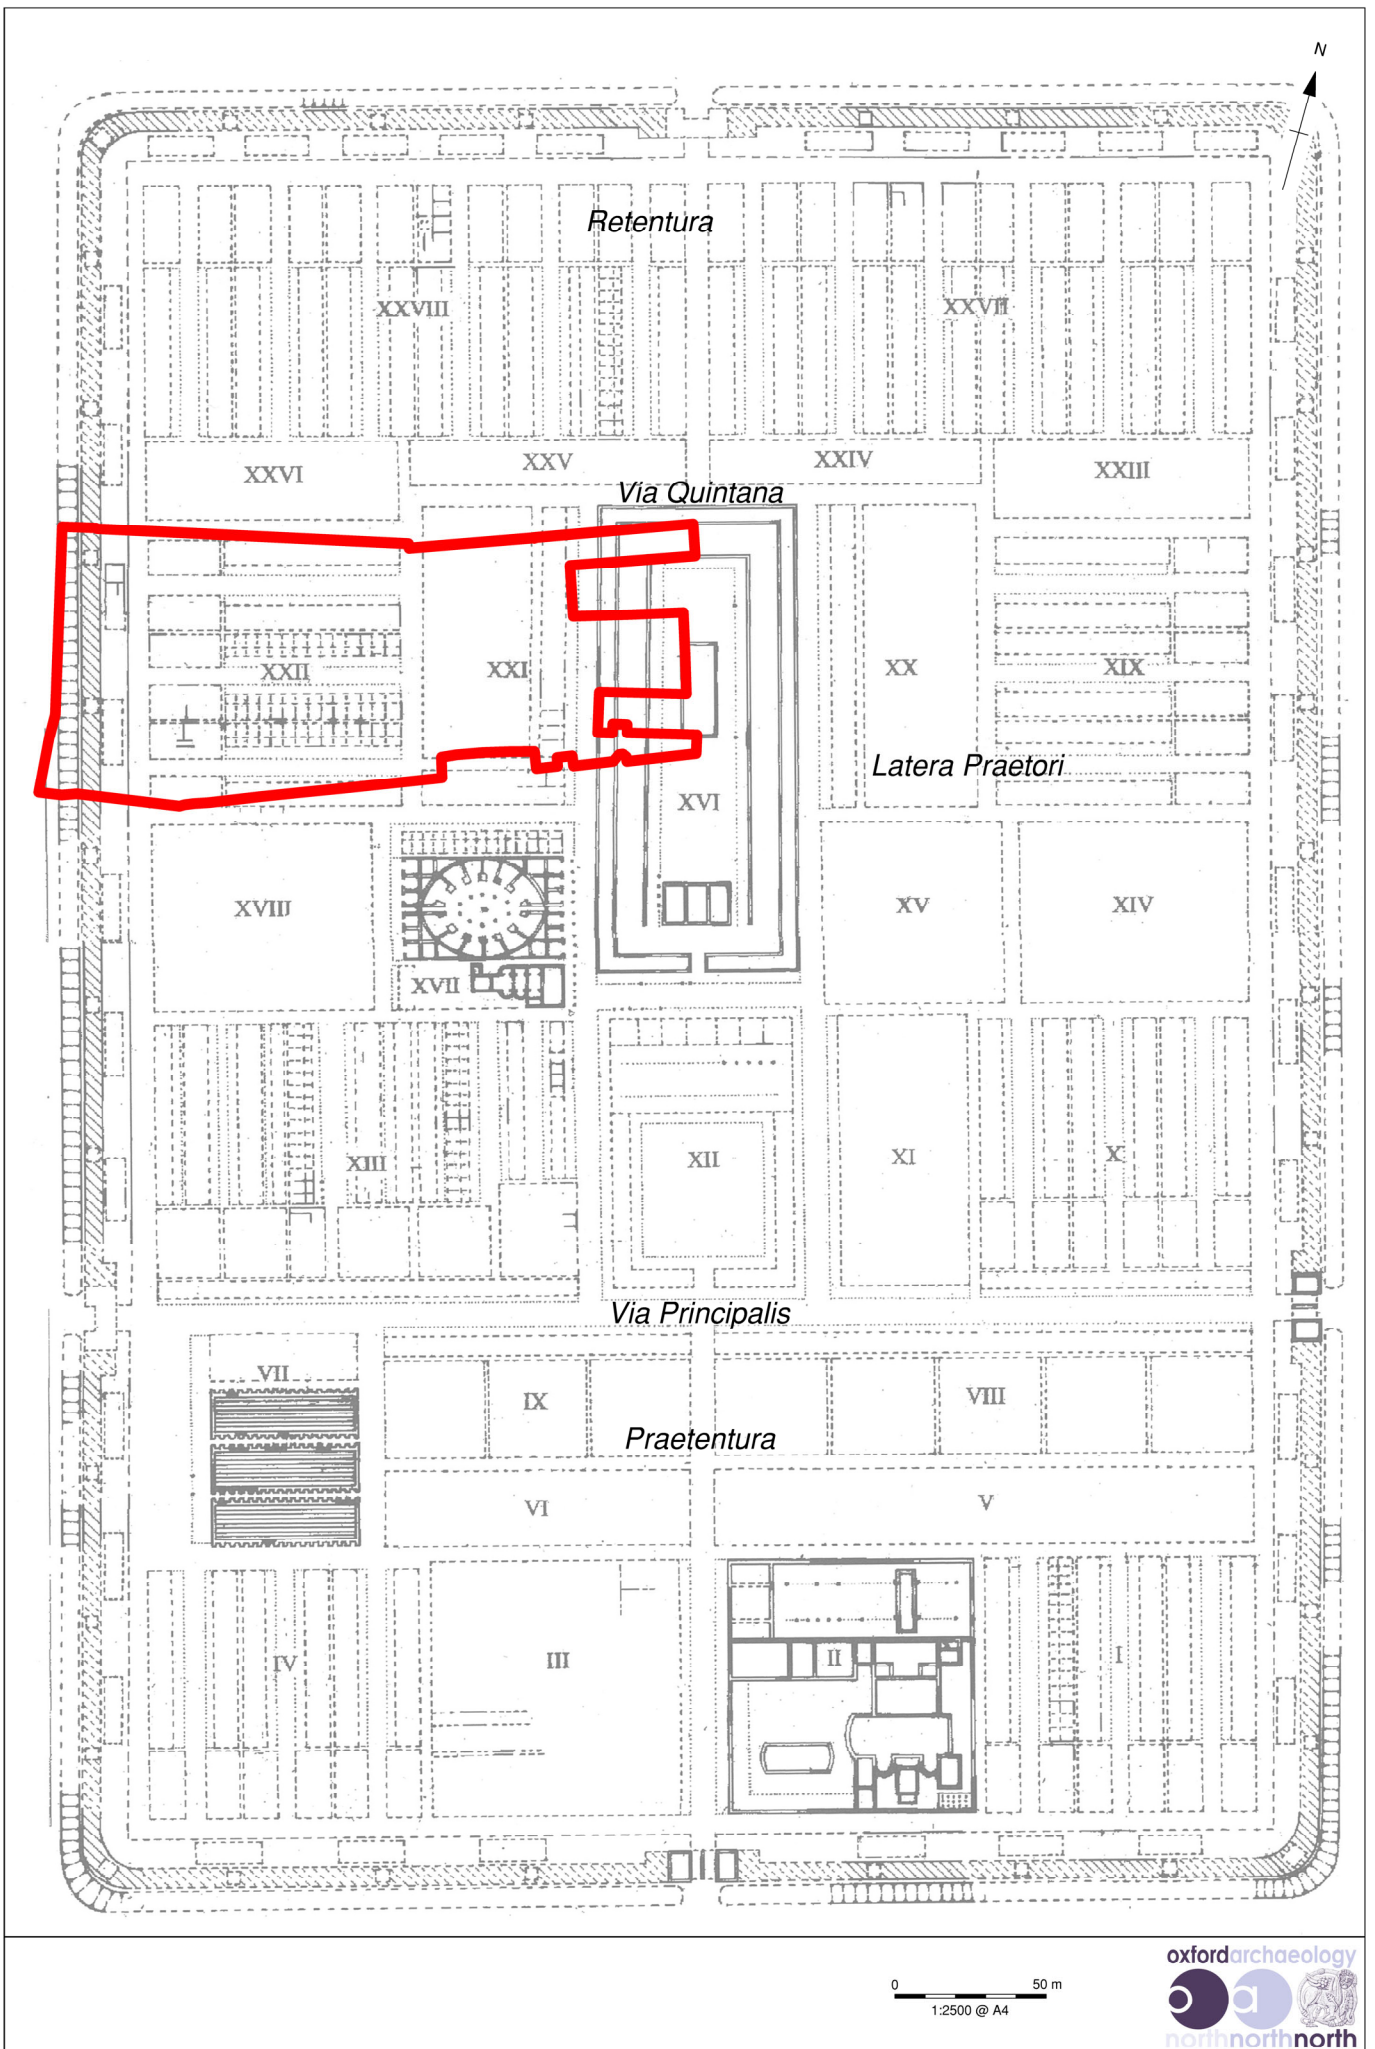 N
Retentura
XXVIII
XXVII
XXVI
XXV
XXIV
XXIII
Via Quintana
XXII
XXI
XX
XIX
Latera Praetori
XVI
XVIII
XV
XIV
XVII
XIII
XII
XI
X
Via Principalis
VII
IX
VIII
Praetentura
VI
V
IV
III
II
I
0 50 m
1:2500 @ A4
oxfordarchaeology
oa
northnorthnorth